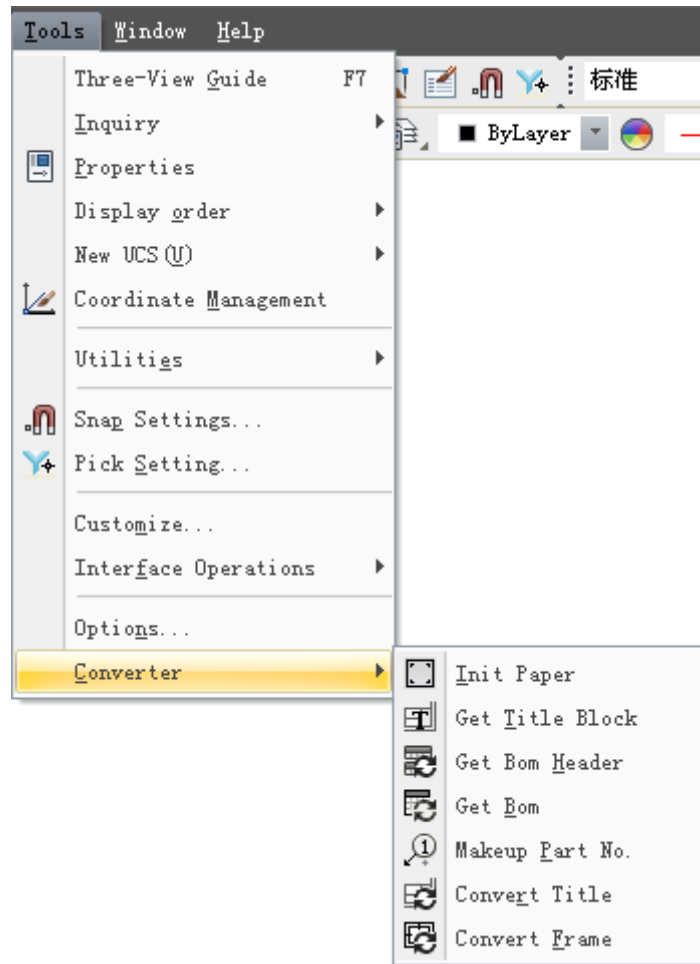 Tools Window Help
Three-View Guide F7
标准
Inquiry
ByLayer
Properties
Display order
New UCS(U)
Coordinate Management
Utilities
Snap Settings...
Pick Setting...
Customize...
Interface Operations
Options...
Converter
Init Paper
Get Title Block
Get Bom Header
Get Bom
Makeup Part No.
Convert Title
Convert Frame